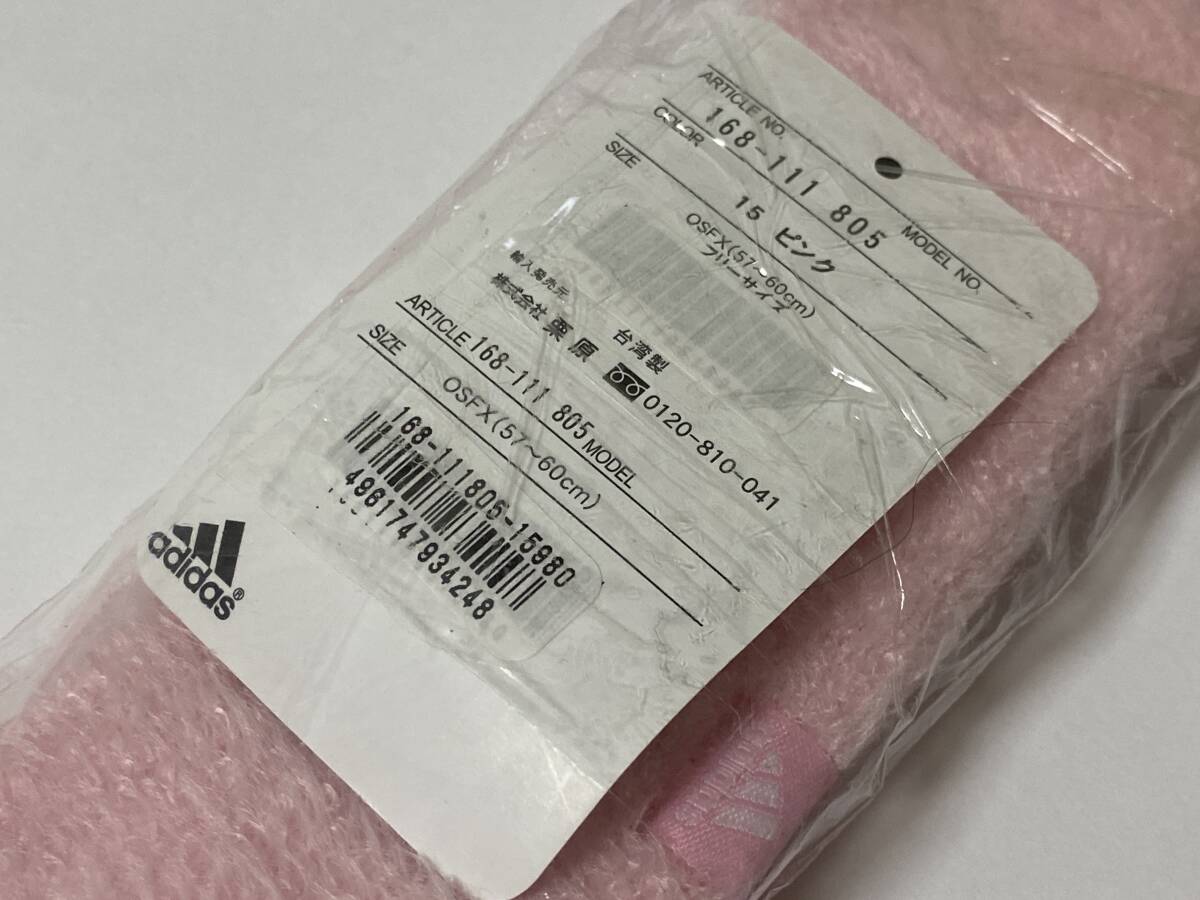 ARTICLE NO. MODEL NO.
168-111 805
COLOR
15 ピンク
SIZE
OSFX(57～60cm)
フリーサイズ
台湾製
輸入発売元
株式会社 栗原 0120-810-041
ARTICLE 168-111 805 MODEL
SIZE
OSFX(57～60cm)
168-111806-15980
4961747934248
adidas®